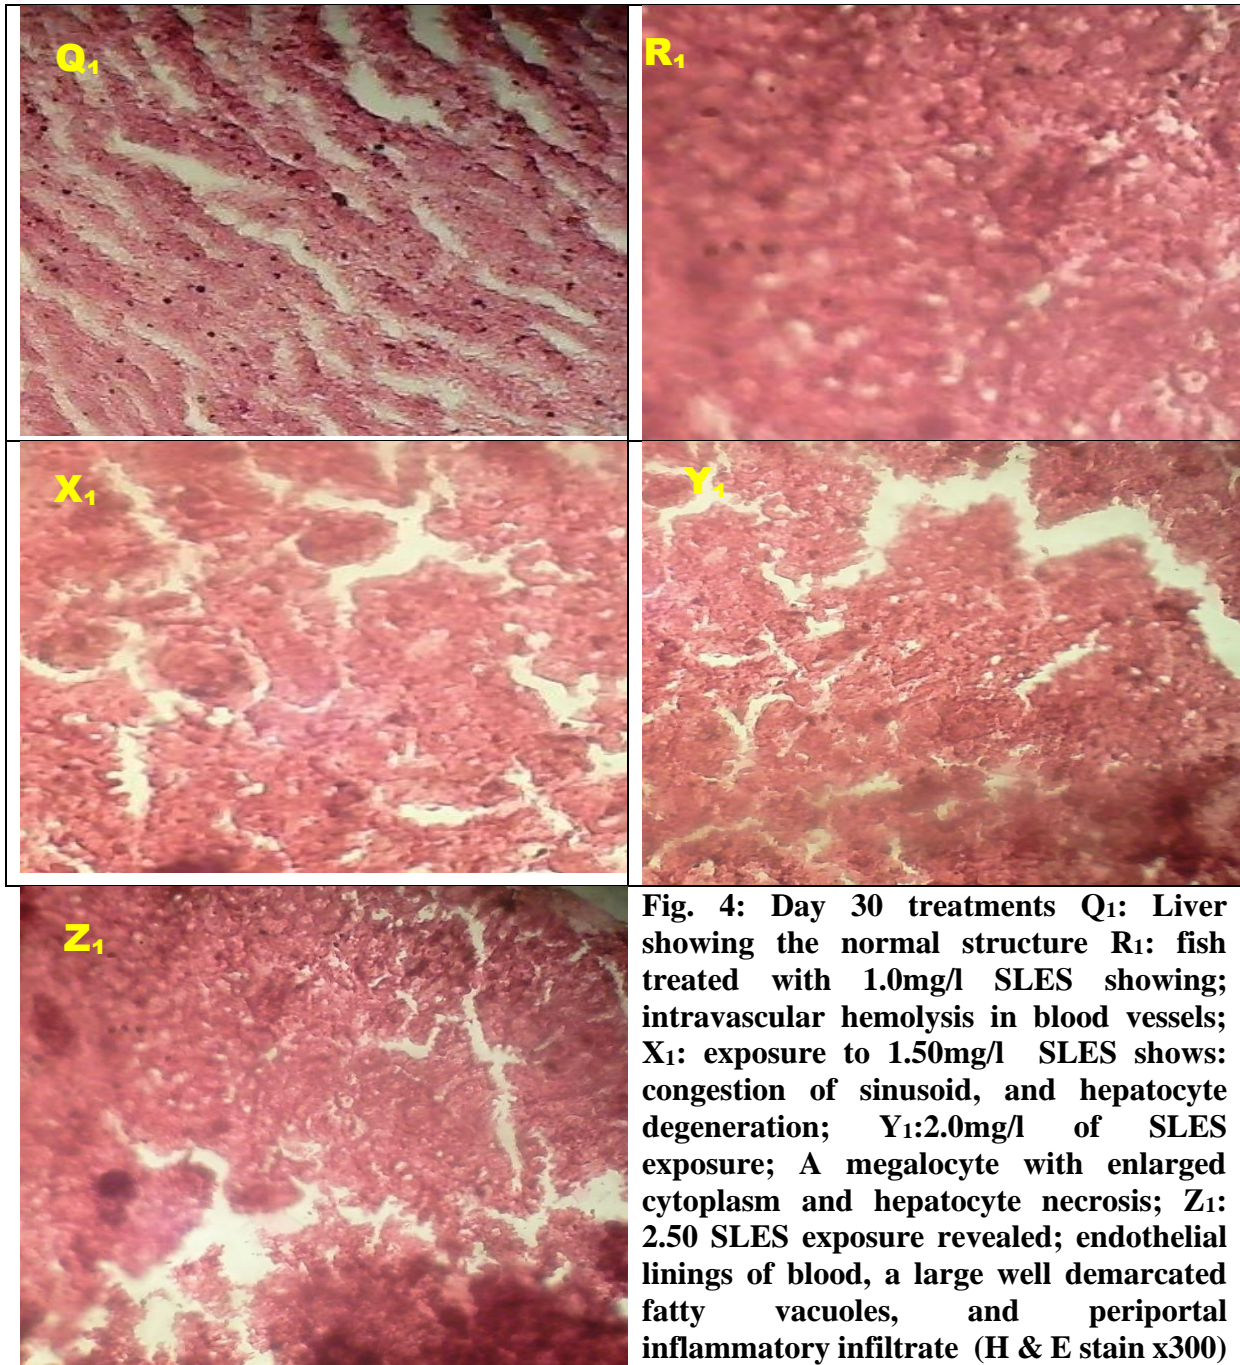 Q₁
R₁
X₁
Y₁
Z₁
Fig. 4: Day 30 treatments Q₁: Liver
showing the normal structure R₁: fish
treated with 1.0mg/l SLES showing;
intravascular hemolysis in blood vessels;
X₁: exposure to 1.50mg/l SLES shows:
congestion of sinusoid, and hepatocyte
degeneration; Y₁:2.0mg/l of SLES
exposure; A megalocyte with enlarged
cytoplasm and hepatocyte necrosis; Z₁:
2.50 SLES exposure revealed; endothelial
linings of blood, a large well demarcated
fatty vacuoles, and periportal
inflammatory infiltrate (H & E stain x300)